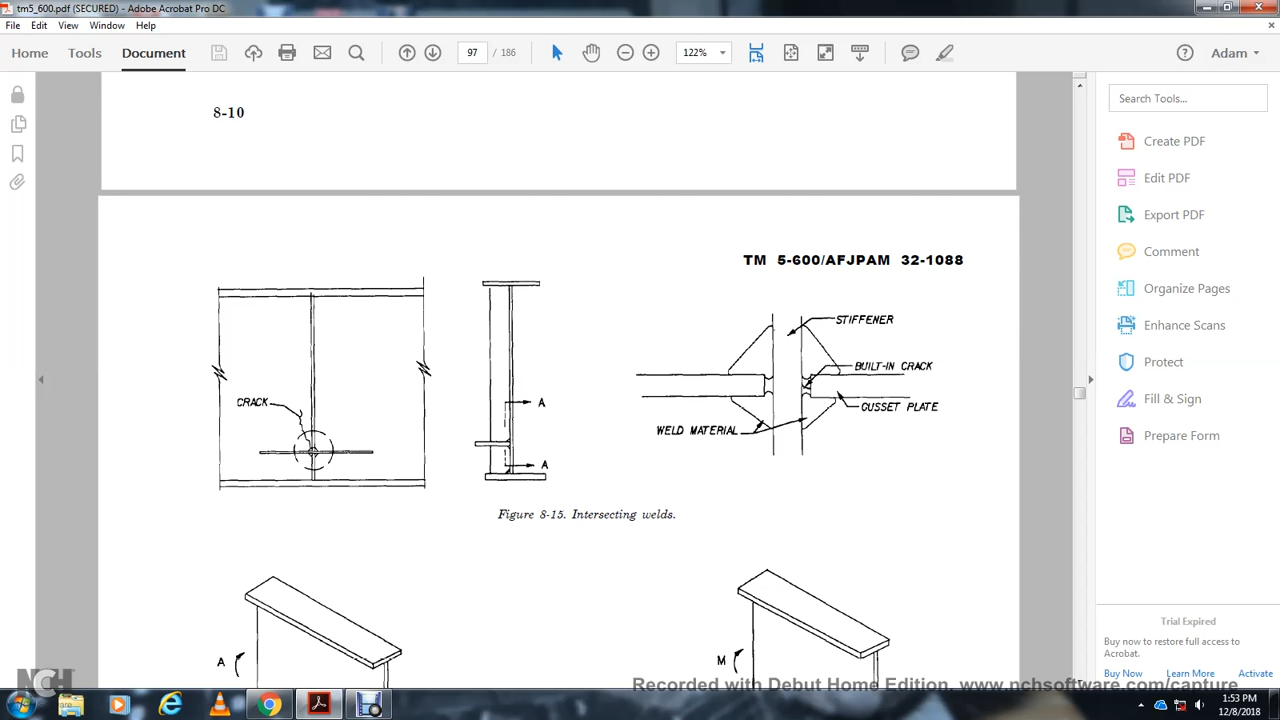 tm5_600.pdf (SECURED) - Adobe Acrobat Pro DC
File Edit View Window Help
Home Tools Document 97 / 186 122% Adam
8-10
TM 5-600/AFJPAM 32-1088
STIFFENER
BUILT-IN CRACK
CRACK
A
GUSSET PLATE
WELD MATERIAL
A
Figure 8-15. Intersecting welds.
A
M
Search Tools...
Create PDF
Edit PDF
Export PDF
Comment
Organize Pages
Enhance Scans
Protect
Fill & Sign
Prepare Form
Trial Expired
Buy now to restore full access to
Acrobat.
Buy Now Learn More Activate
NCH
Recorded with Debut Home Edition. www.nchsoftware.com/capture
1:53 PM
12/8/2018